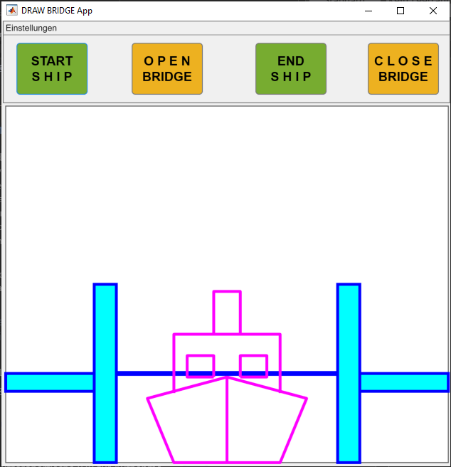 DRAW BRIDGE App
Einstellungen
START
S H I P
O P E N
BRIDGE
END
S H I P
C L O S E
BRIDGE